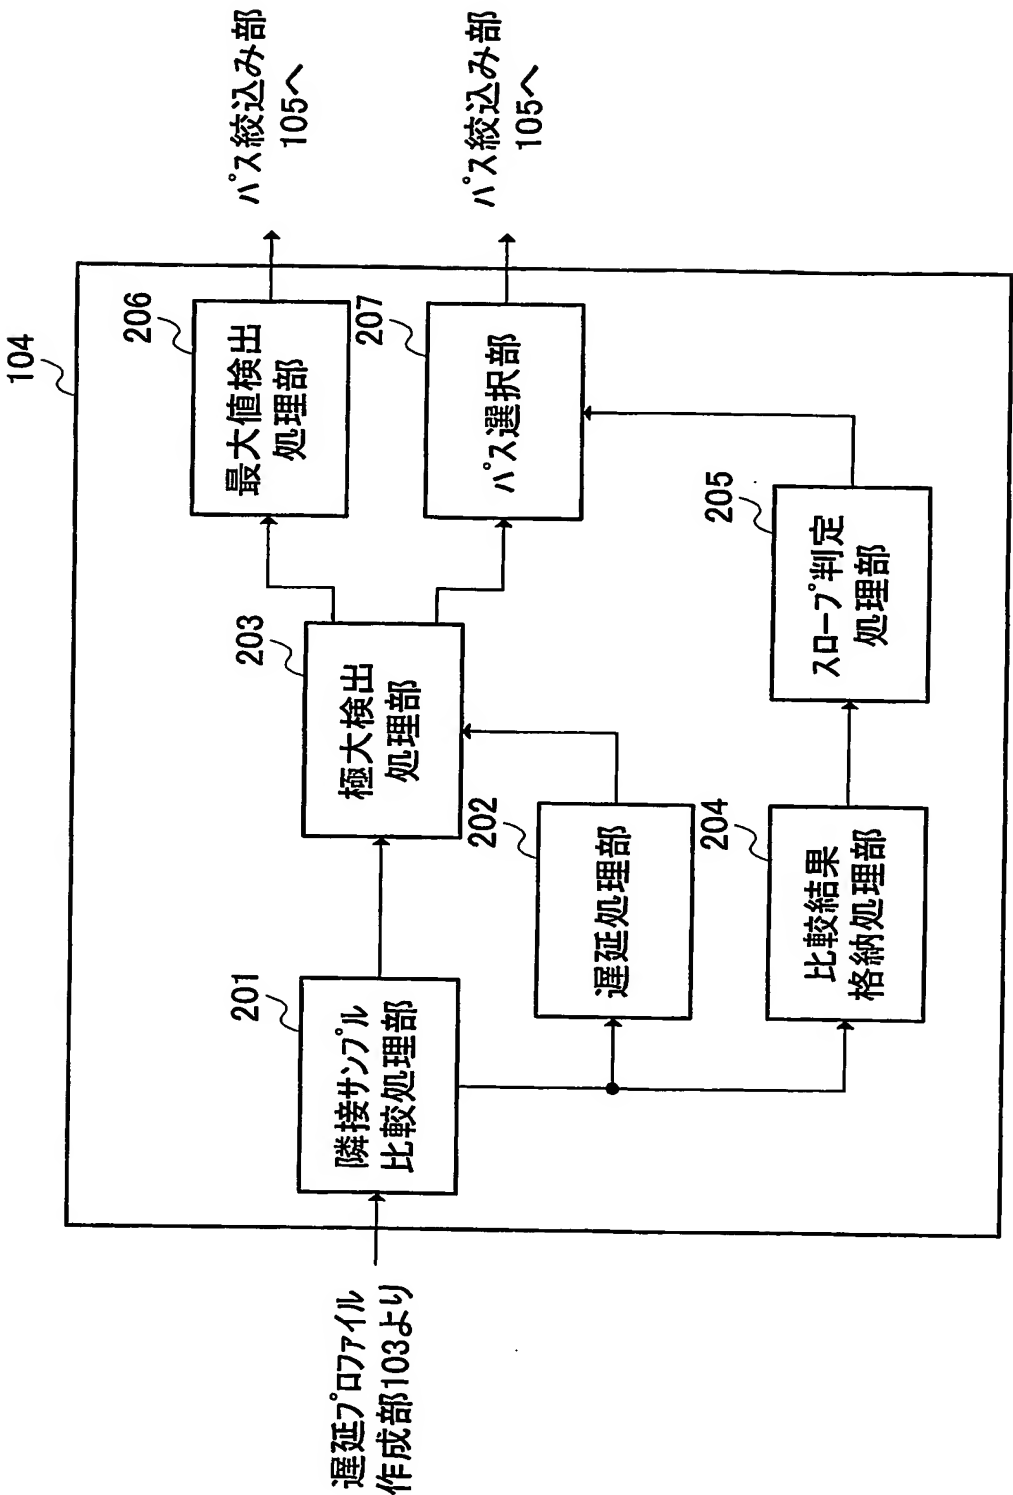 104
遅延プロファイル
作成部103より
201
隣接サンプル
比較処理部
203
極大検出
処理部
206
最大値検出
処理部
パス絞込み部
105へ
207
パス選択部
パス絞込み部
105へ
202
遅延処理部
204
比較結果
格納処理部
205
スロープ判定
処理部